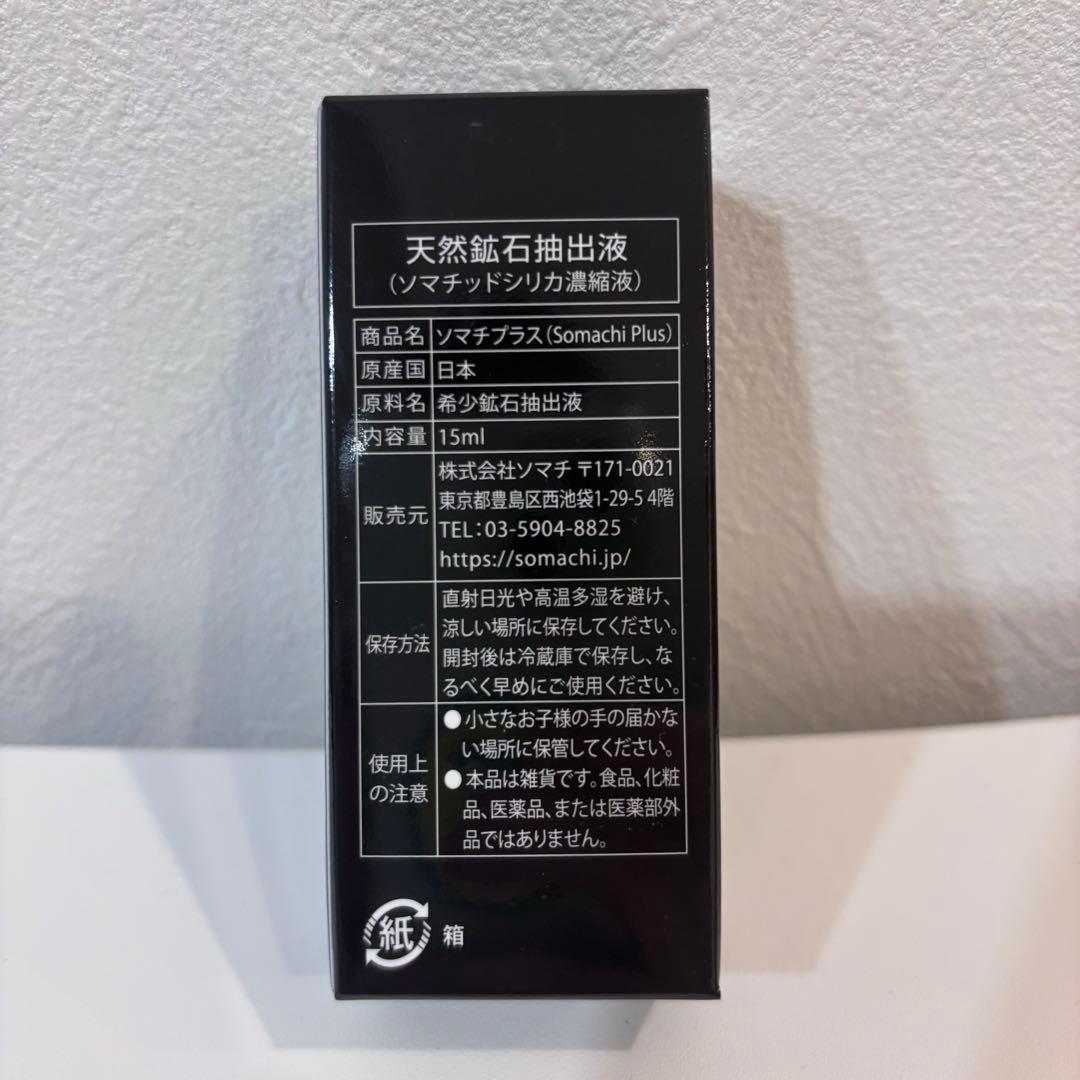 天然鉱石抽出液
(ソマチッドシリカ濃縮液)
商品名 ソマチプラス(Somachi Plus)
原産国 日本
原料名 希少鉱石抽出液
内容量 15ml
販売元
株式会社ソマチ 〒171-0021
東京都豊島区西池袋1-29-5 4階
TEL:03-5904-8825
https://somachi.jp/
保存方法
直射日光や高温多湿を避け、
涼しい場所に保存してください。
開封後は冷蔵庫で保存し、な
るべく早めにご使用ください。
使用上
の注意
●小さなお子様の手の届かな
い場所に保管してください。
●本品は雑貨です。食品、化粧
品、医薬品、または医薬部外
品ではありません。
紙 箱